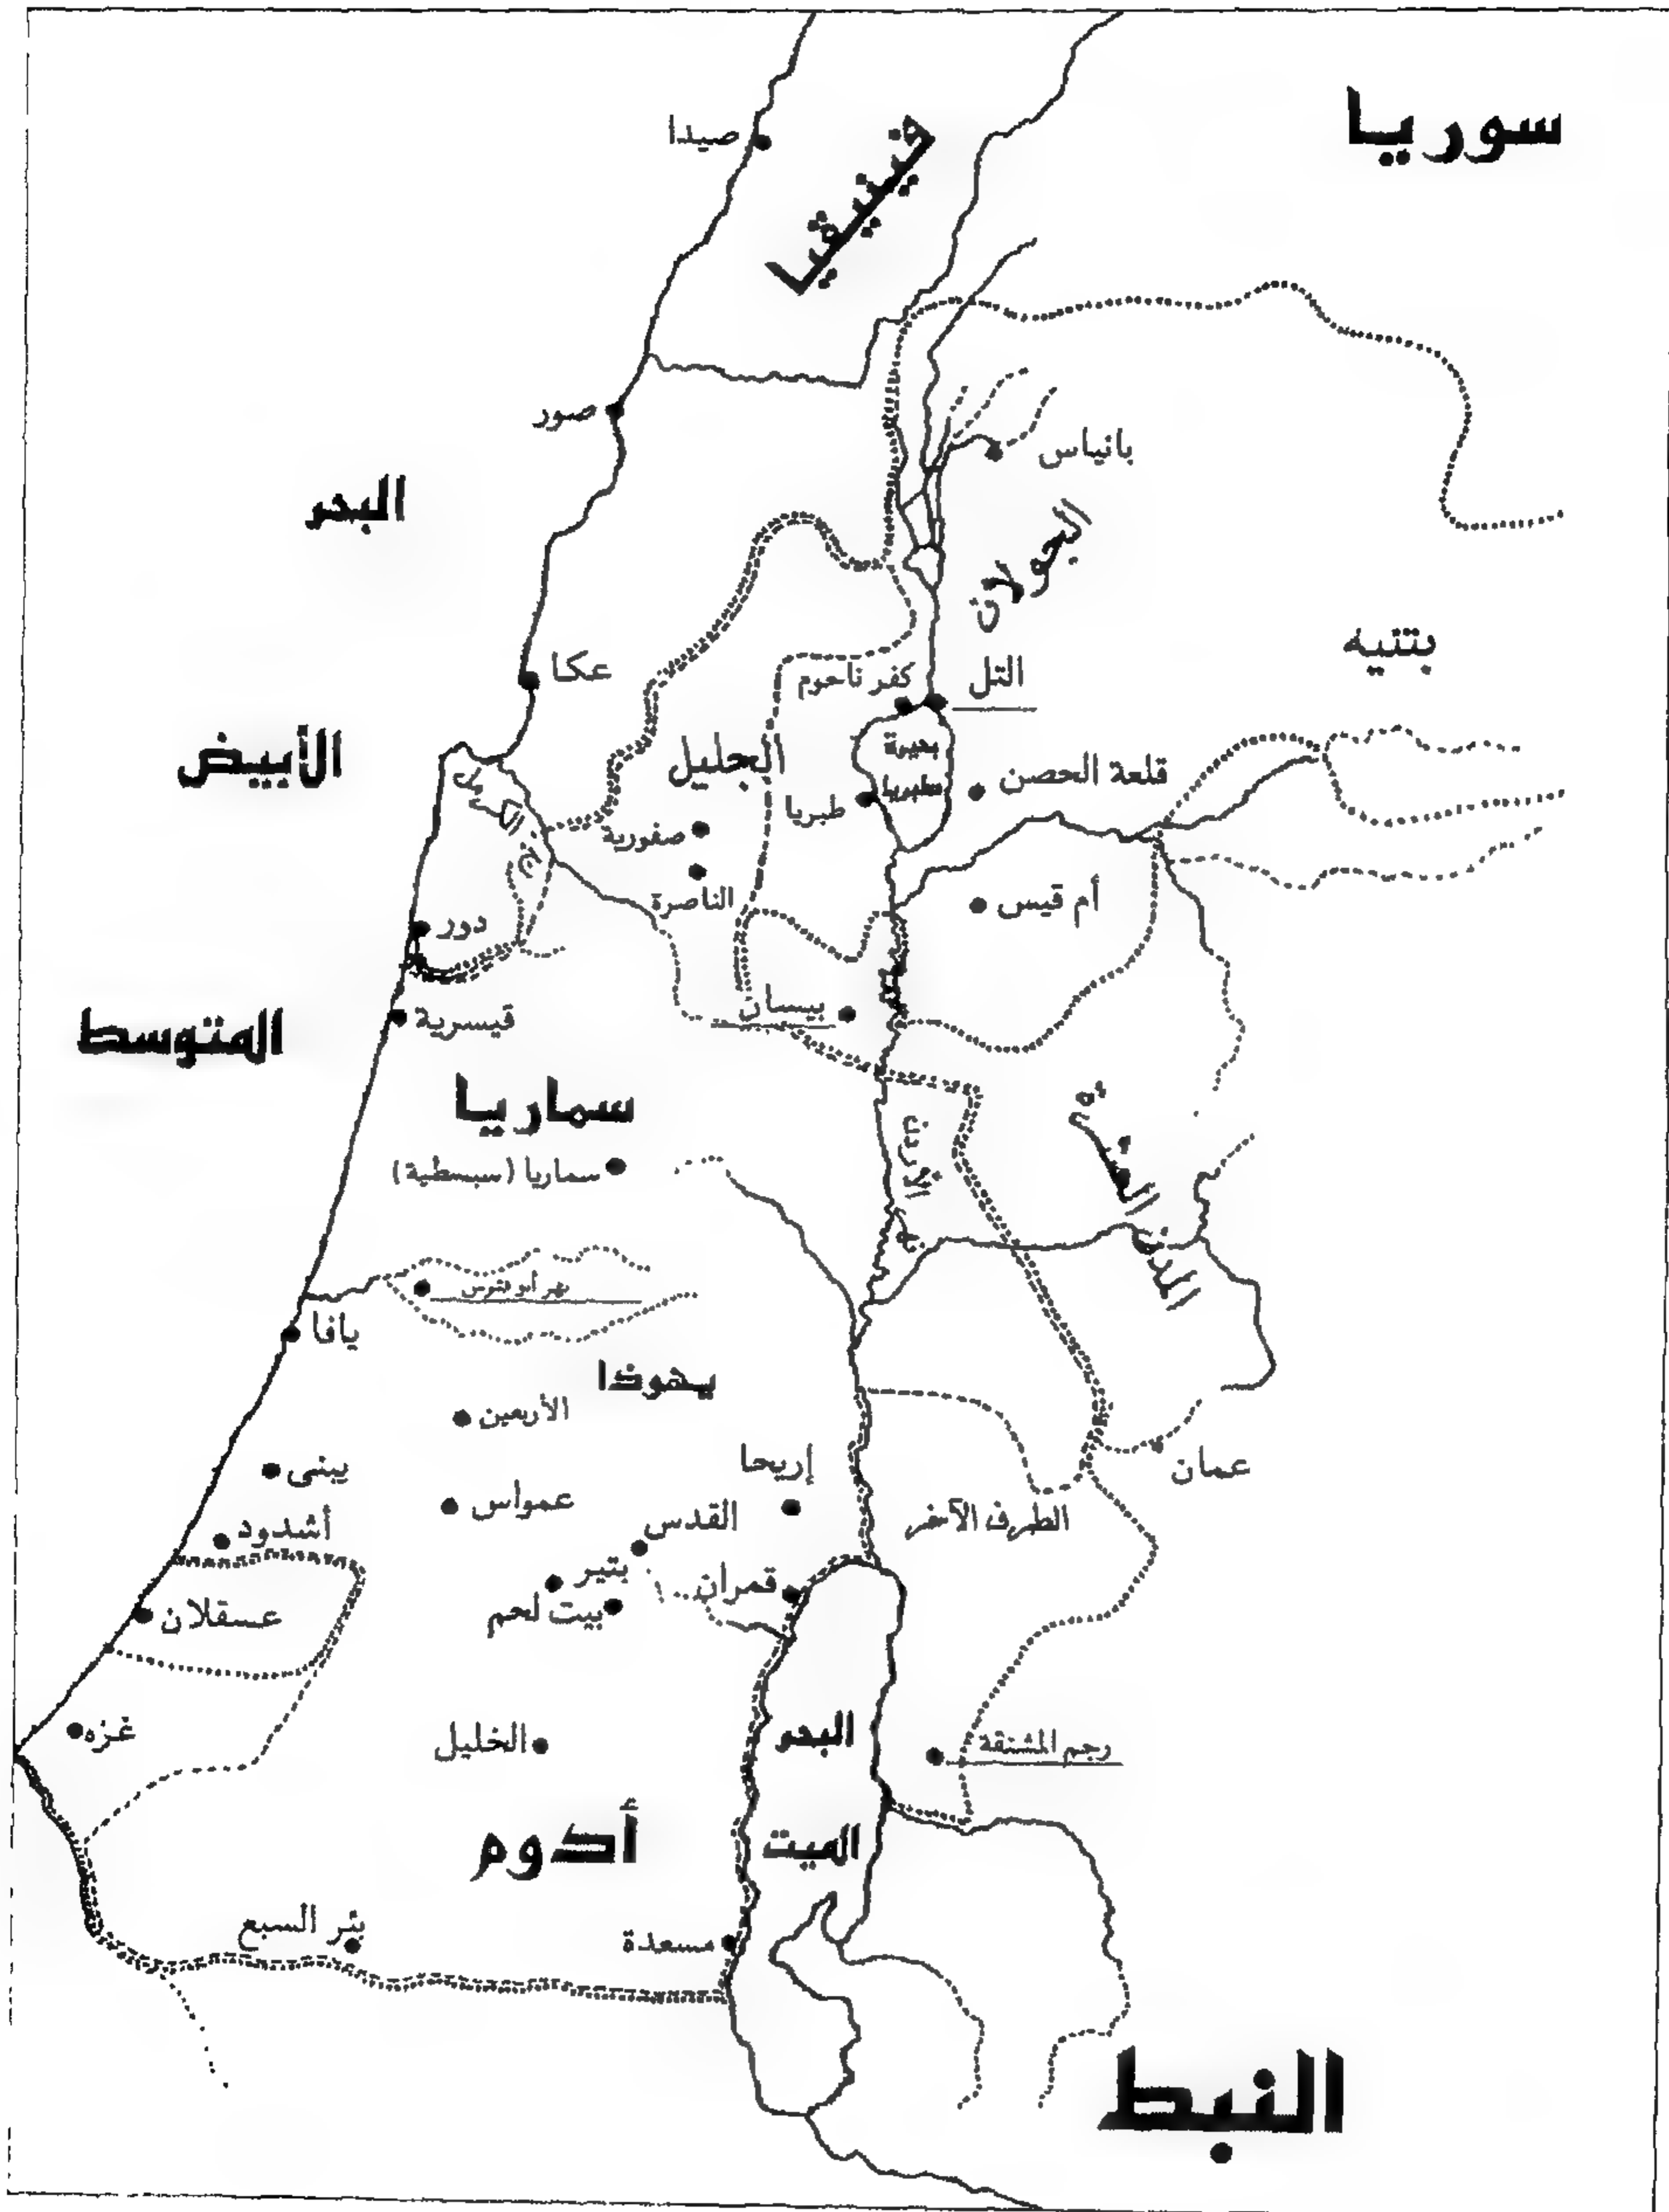 سوريا
صيدا
فينيقيا
صور
بانياس
البحر
الجولان
بتنيه
عكا
كفر ناحوم
التل
الأبيض
الجليل
بحيرة
طبريا
قلعة الحصن
طبريا
صفورية
الناصرة
أم قيس
دور
بيسان
قيسرية
المتوسط
سماريا
سماريا (سبسطية)
الأردن
المدن العشر
نهر أبو فطرس
يافا
يهوذا
الأربعين
إريحا
عمان
يبنى
عمواس
القدس
الطرف الآخر
أشدود
بتير
قمران
عسقلان
بيت لحم
غزه
الخليل
البحر
رجم المشنقة
أدوم
الميت
بئر السبع
مسعدة
النبط